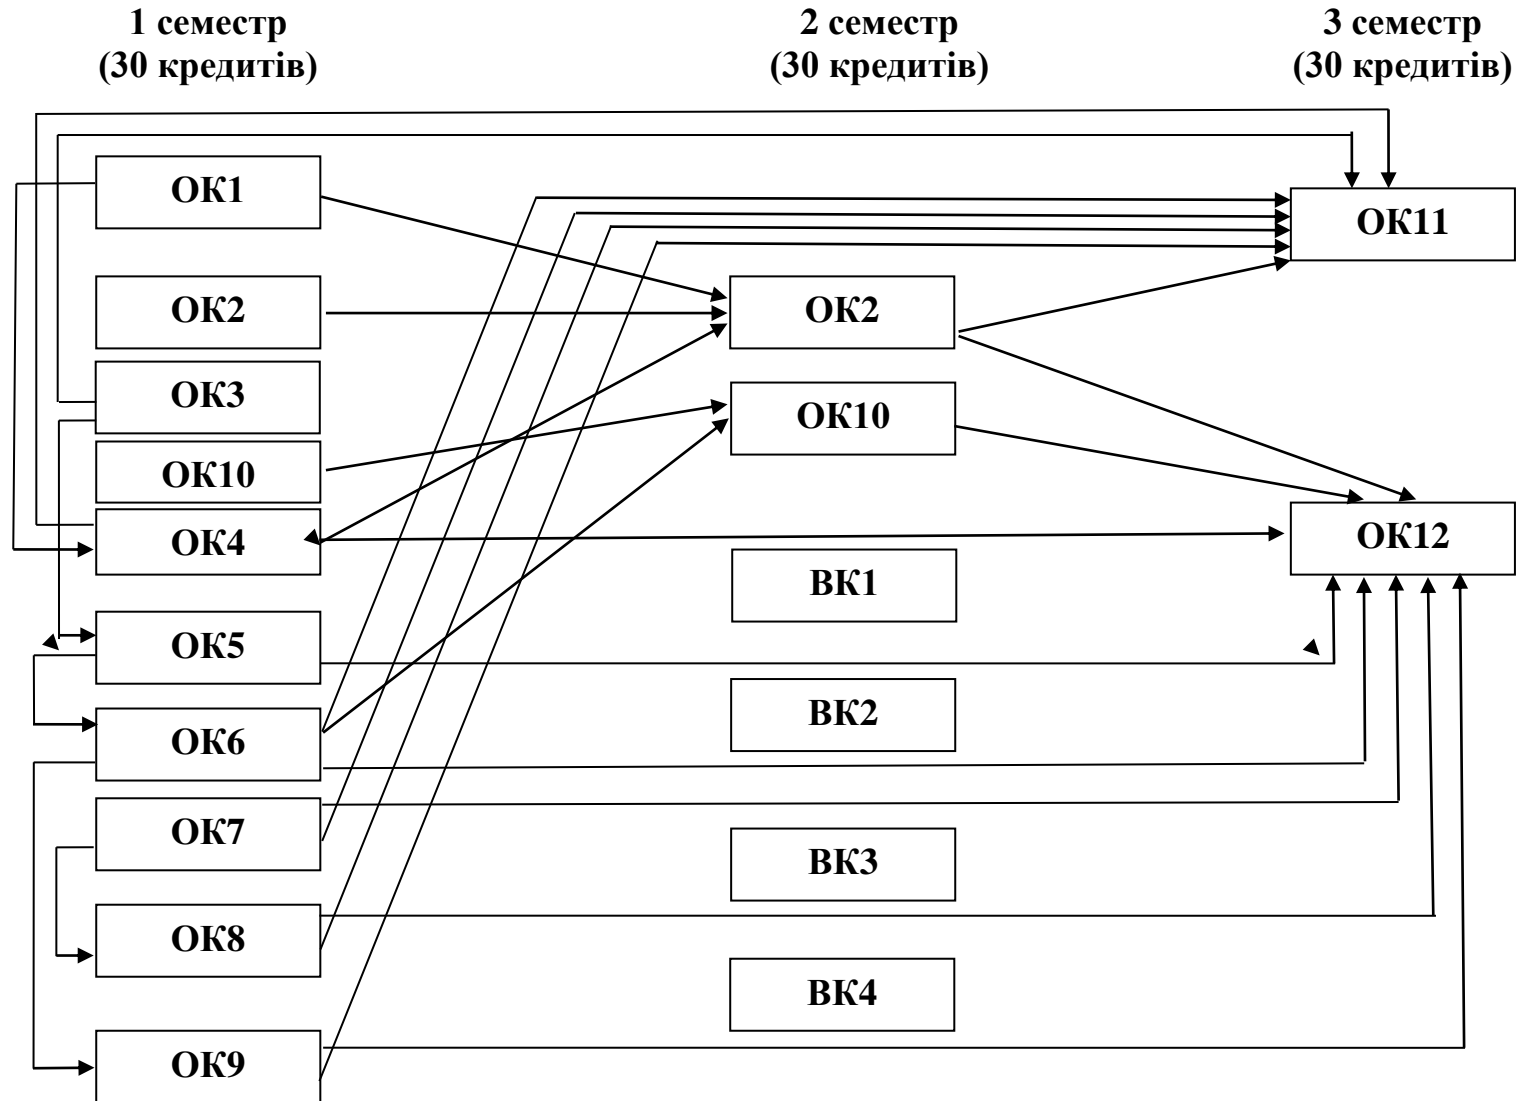 1 семестр
(30 кредитів)
2 семестр
(30 кредитів)
3 семестр
(30 кредитів)
ОК1
ОК2
ОК3
ОК10
ОК4
ОК5
ОК6
ОК7
ОК8
ОК9
ОК2
ОК10
ВК1
ВК2
ВК3
ВК4
ОК11
ОК12